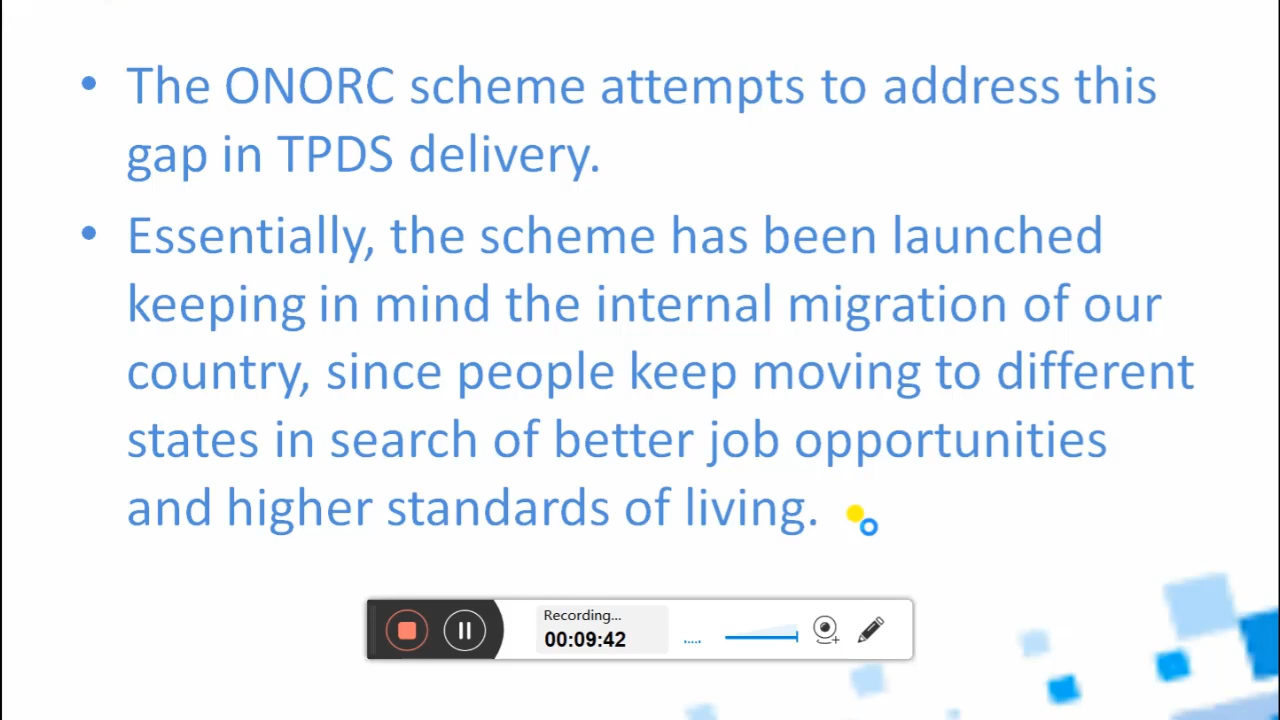 • The ONORC scheme attempts to address this
gap in TPDS delivery.
• Essentially, the scheme has been launched
keeping in mind the internal migration of our
country, since people keep moving to different
states in search of better job opportunities
and higher standards of living.
Recording...
00:09:42